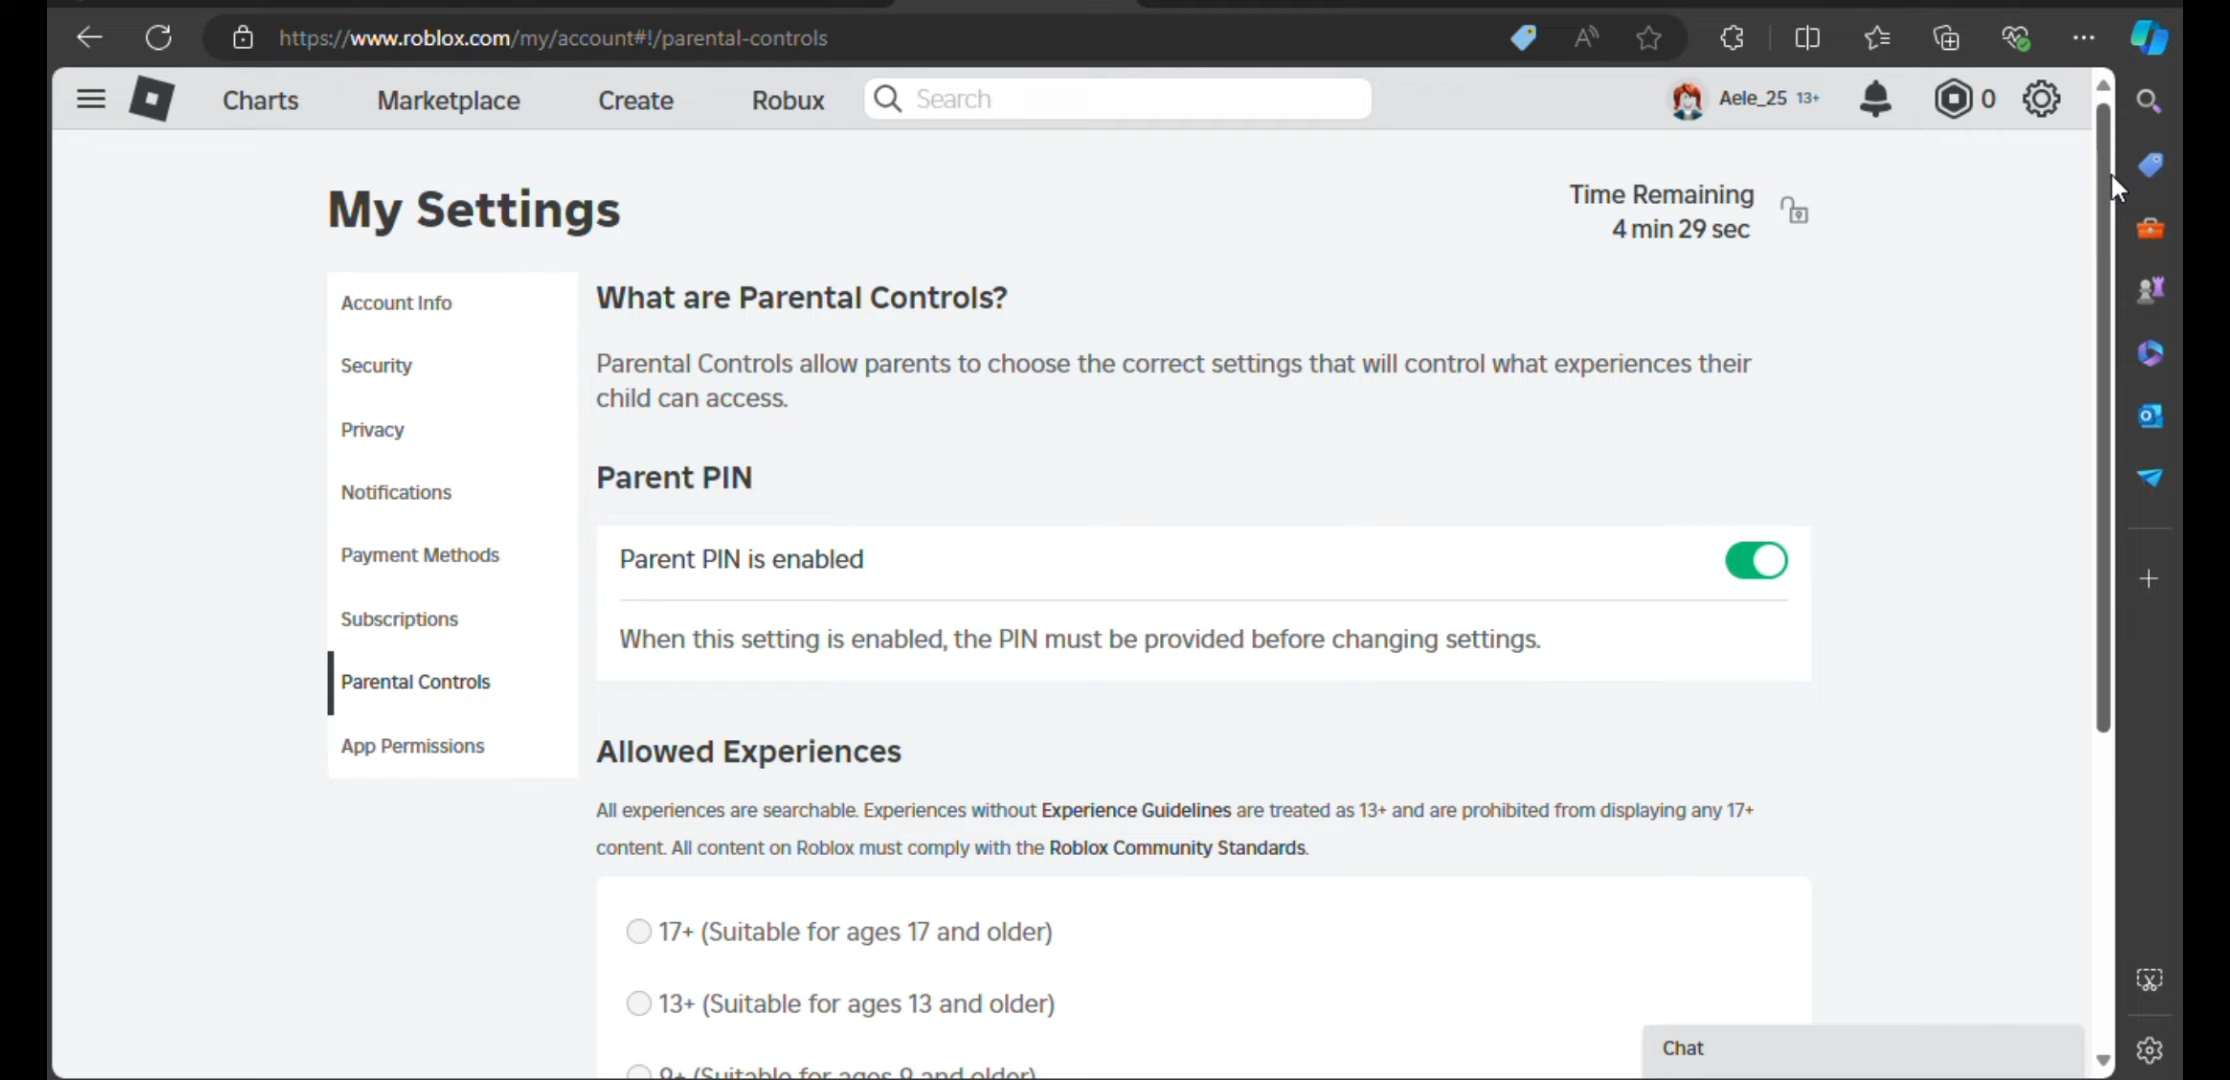 https://www.roblox.com/my/account#!/parental-controls
Charts
Marketplace
Create
Robux
Search
Aele_25 13+
0
My Settings
Time Remaining
4 min 29 sec
Account Info
Security
Privacy
Notifications
Payment Methods
Subscriptions
Parental Controls
App Permissions
What are Parental Controls?
Parental Controls allow parents to choose the correct settings that will control what experiences their
child can access.
Parent PIN
Parent PIN is enabled
When this setting is enabled, the PIN must be provided before changing settings.
Allowed Experiences
All experiences are searchable. Experiences without Experience Guidelines are treated as 13+ and are prohibited from displaying any 17+
content. All content on Roblox must comply with the Roblox Community Standards.
17+ (Suitable for ages 17 and older)
13+ (Suitable for ages 13 and older)
9+ (Suitable for ages 9 and older)
Chat